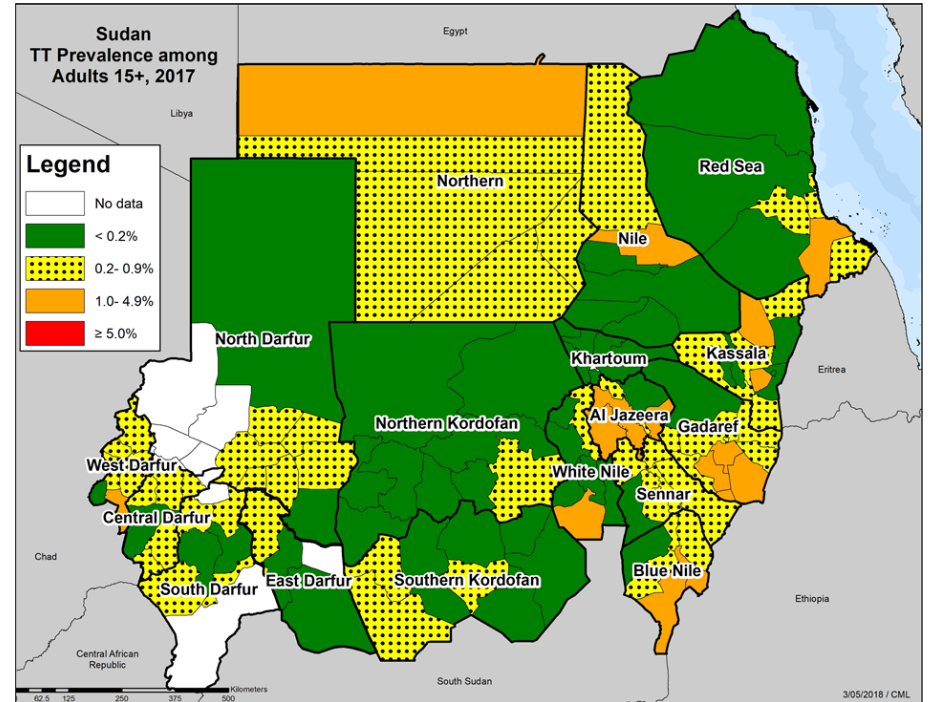 Sudan
TT Prevalence among
Adults 15+, 2017
Egypt
Libya
Legend
No data
< 0.2%
0.2- 0.9%
1.0- 4.9%
≥ 5.0%
Northern
Red Sea
Nile
North Darfur
Khartoum
Kassala
Eritrea
Northern Kordofan
Al Jazeera
Gadaref
West Darfur
White Nile
Sennar
Central Darfur
Chad
South Darfur
East Darfur
Southern Kordofan
Blue Nile
Ethiopia
Central African
Republic
South Sudan
Kilometers
0 62.5 125 250 375 500
3/05/2018 / CML